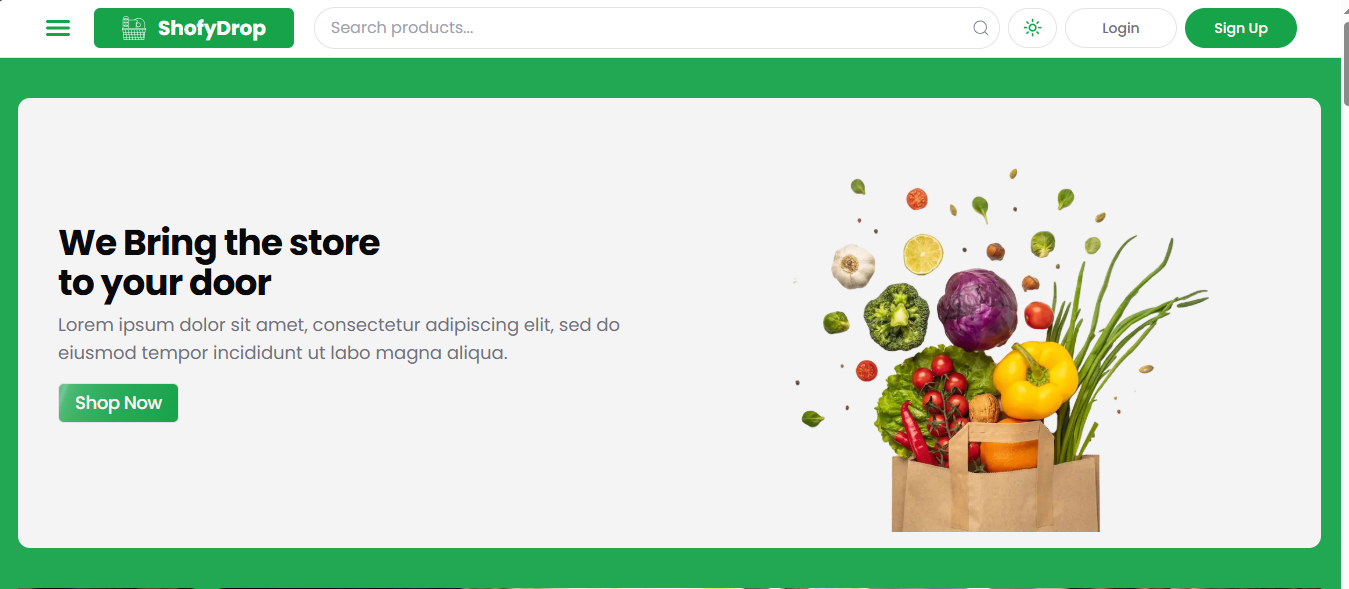 ShofyDrop
Search products...
Login
Sign Up
We Bring the store
to your door
Lorem ipsum dolor sit amet, consectetur adipiscing elit, sed do
eiusmod tempor incididunt ut labo magna aliqua.
Shop Now